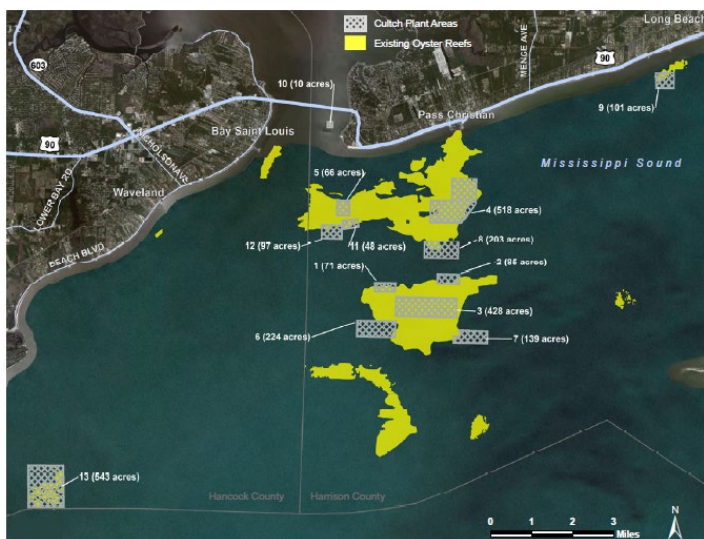 Long Beach
Cultch Plant Areas
Existing Oyster Reefs
MENGE AVE
90
603
10 (10 acres)
9 (101 acres)
Pass Christian
Bay Saint Louis
90
NICHOLSON AVE
Mississippi Sound
5 (66 acres)
LOWER BAY RD
Waveland
4 (518 acres)
12 (97 acres)
11 (48 acres)
8 (203 acres)
BEACH BLVD
1 (71 acres)
3 (428 acres)
6 (224 acres)
7 (139 acres)
13 (543 acres)
Hancock County
Harrison County
N
0 1 2 3
Miles